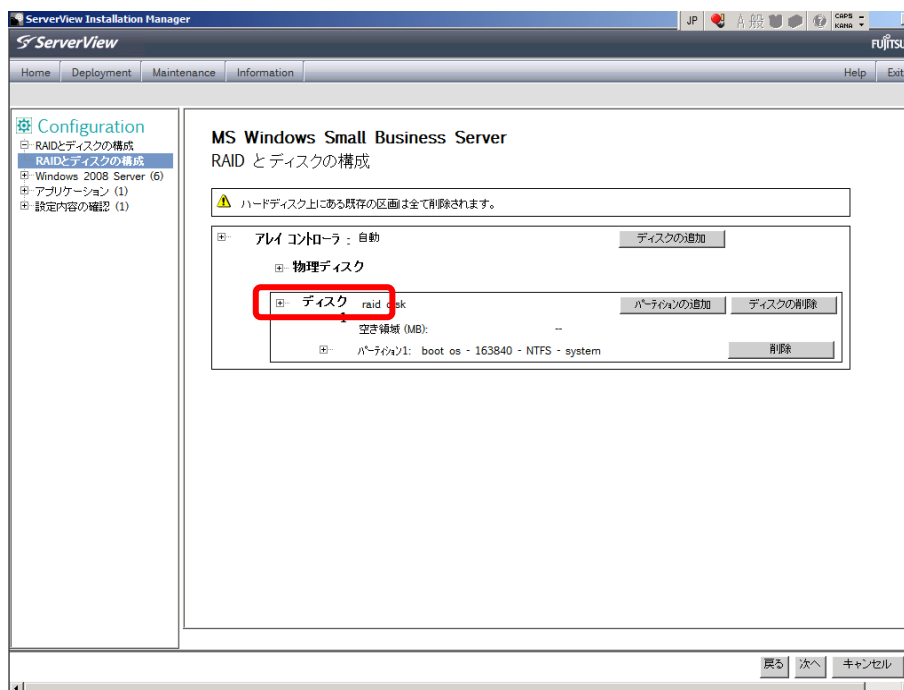 ServerView Installation Manager
JP A 般 CAPS KANA
ServerView FUJITSU
Home Deployment Maintenance Information Help Exit
Configuration
RAIDとディスクの構成
RAIDとディスクの構成
Windows 2008 Server (6)
アプリケーション (1)
設定内容の確認 (1)
MS Windows Small Business Server
RAID とディスクの構成
ハードディスク上にある既存の区画は全て削除されます。
アレイ コントローラ : 自動 ディスクの追加
物理ディスク
ディスク 1 raid disk パーティションの追加 ディスクの削除
空き領域 (MB): --
パーティション1: boot os - 163840 - NTFS - system 削除
戻る 次へ キャンセル